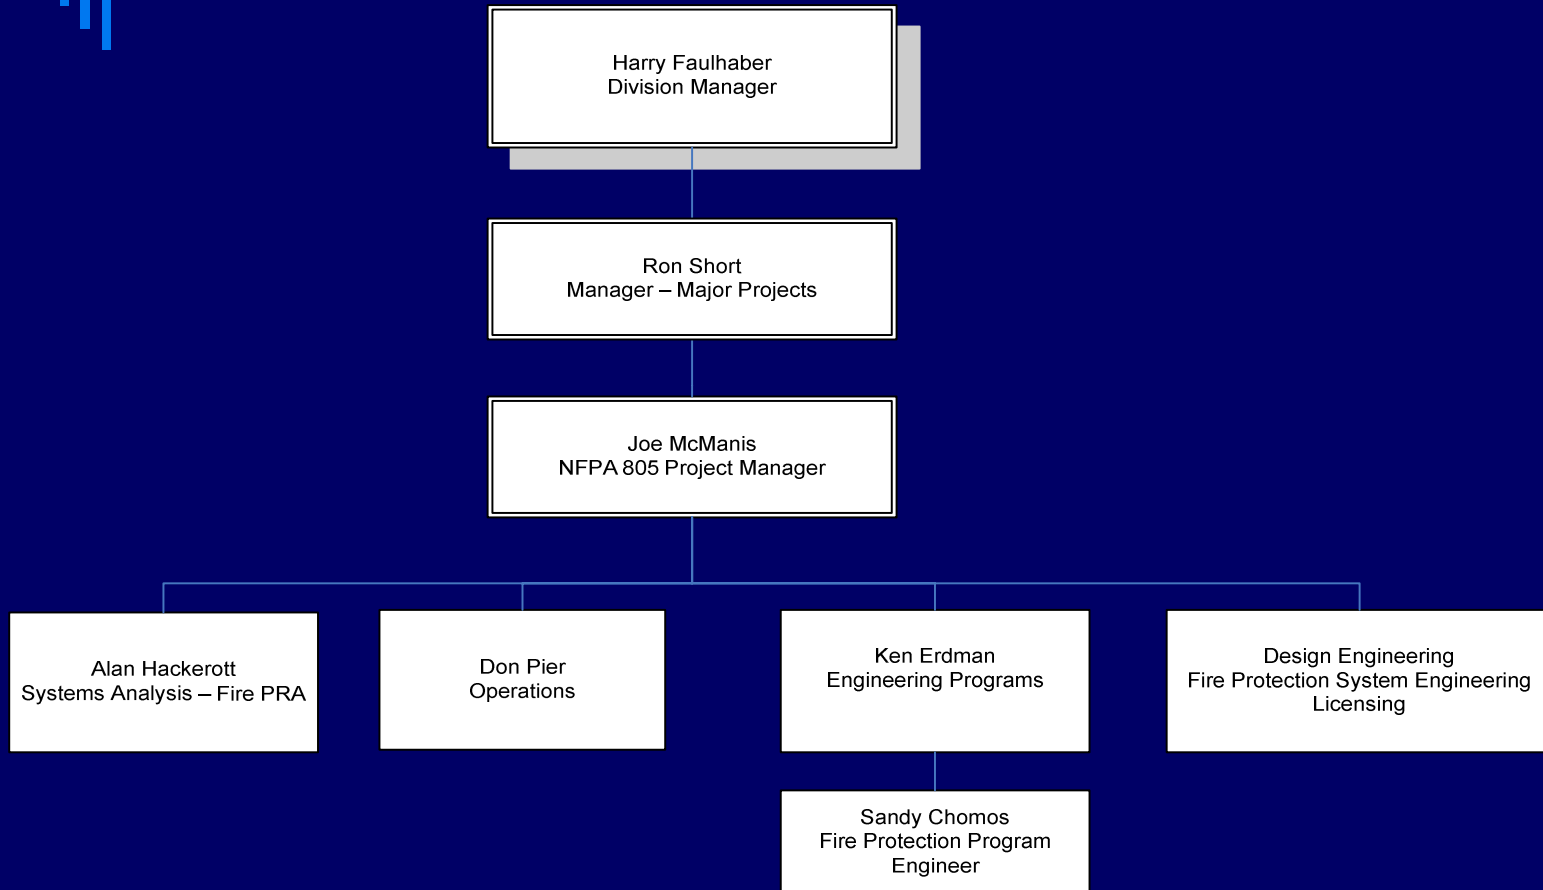 Harry Faulhaber
Division Manager
Ron Short
Manager – Major Projects
Joe McManis
NFPA 805 Project Manager
Alan Hackerott
Systems Analysis – Fire PRA
Don Pier
Operations
Ken Erdman
Engineering Programs
Design Engineering
Fire Protection System Engineering
Licensing
Sandy Chomos
Fire Protection Program
Engineer